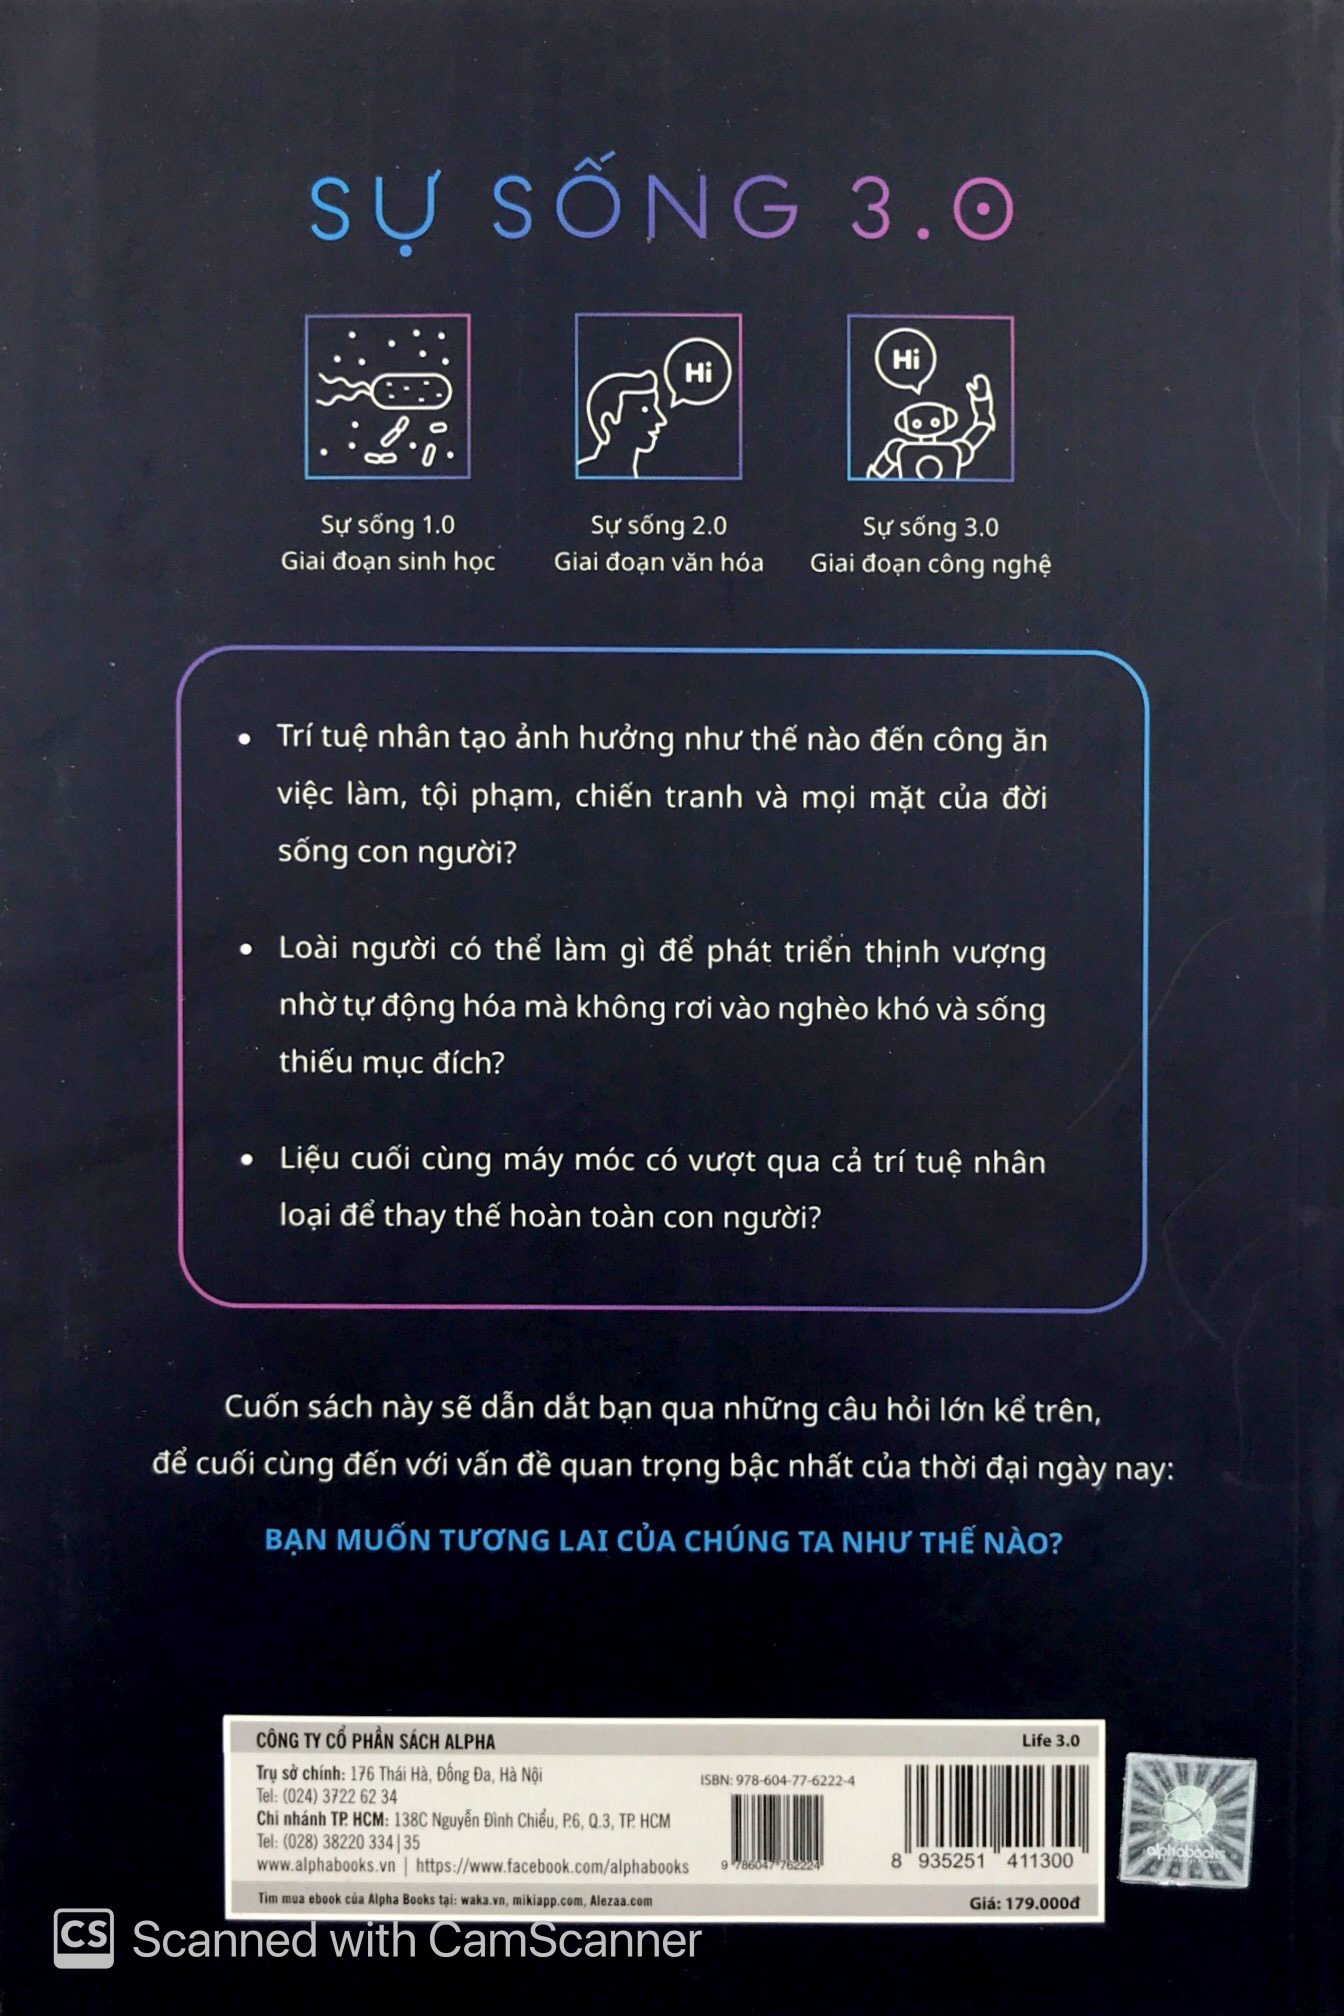 SỰ SỐNG 3.0
Hi
Hi
Sự sống 1.0
Giai đoạn sinh học
Sự sống 2.0
Giai đoạn văn hóa
Sự sống 3.0
Giai đoạn công nghệ
• Trí tuệ nhân tạo ảnh hưởng như thế nào đến công ăn
việc làm, tội phạm, chiến tranh và mọi mặt của đời
sống con người?
• Loài người có thể làm gì để phát triển thịnh vượng
nhờ tự động hóa mà không rơi vào nghèo khó và sống
thiếu mục đích?
• Liệu cuối cùng máy móc có vượt qua cả trí tuệ nhân
loại để thay thế hoàn toàn con người?
Cuốn sách này sẽ dẫn dắt bạn qua những câu hỏi lớn kể trên,
để cuối cùng đến với vấn đề quan trọng bậc nhất của thời đại ngày nay:
BẠN MUỐN TƯƠNG LAI CỦA CHÚNG TA NHƯ THẾ NÀO?
CÔNG TY CỔ PHẦN SÁCH ALPHA
Life 3.0
Trụ sở chính: 176 Thái Hà, Đống Đa, Hà Nội
Tel: (024) 3722 62 34
Chi nhánh TP. HCM: 138C Nguyễn Đình Chiểu, P.6, Q.3, TP. HCM
Tel: (028) 38220 334 | 35
www.alphabooks.vn | https://www.facebook.com/alphabooks
ISBN: 978-604-77-6222-4
9 786047 762224
8 935251 411300
Tìm mua ebook của Alpha Books tại: waka.vn, mikiapp.com, Alezaa.com
Giá: 179.000đ
alphabooks
CS Scanned with CamScanner